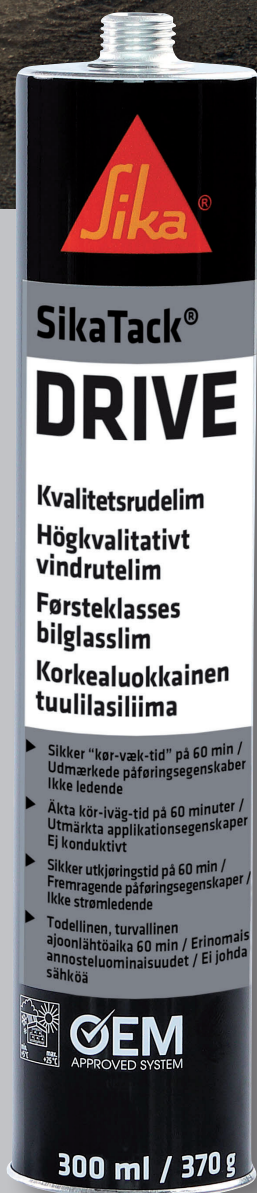 Sika®
SikaTack®
DRIVE
Kvalitetsrudelim
Högkvalitativt
vindrutelim
Førsteklasses
bilglasslim
Korkealuokkainen
tuulilasiliima
Sikker "kør-væk-tid" på 60 min /
Udmærkede påføringsegenskaber
Ikke ledende
Äkta kör-iväg-tid på 60 minuter /
Utmärkta applikationsegenskaper
Ej konduktivt
Sikker utkjøringstid på 60 min /
Fremragende påføringsegenskaper /
Ikke strømledende
Todellinen, turvallinen
ajoonlähtöaika 60 min / Erinomais
annosteluominaisuudet / Ei johda
sähköä
max.
+25°C
OEM
APPROVED SYSTEM
300 ml / 370 g